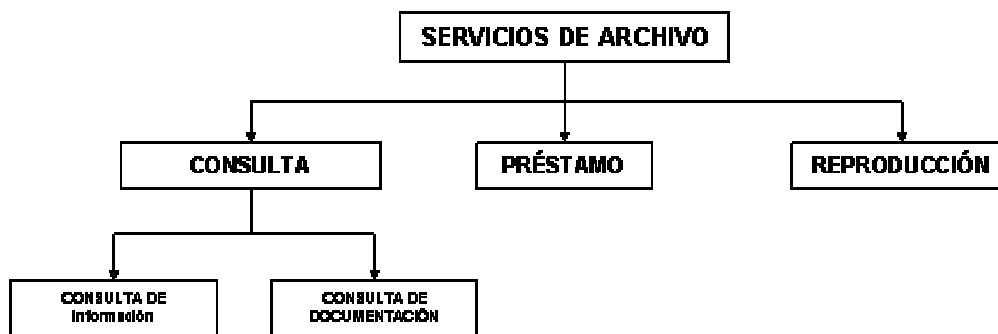 SERVICIOS DE ARCHIVO
CONSULTA
PRÉSTAMO
REPRODUCCIÓN
CONSULTA DE
Información
CONSULTA DE
DOCUMENTACIÓN